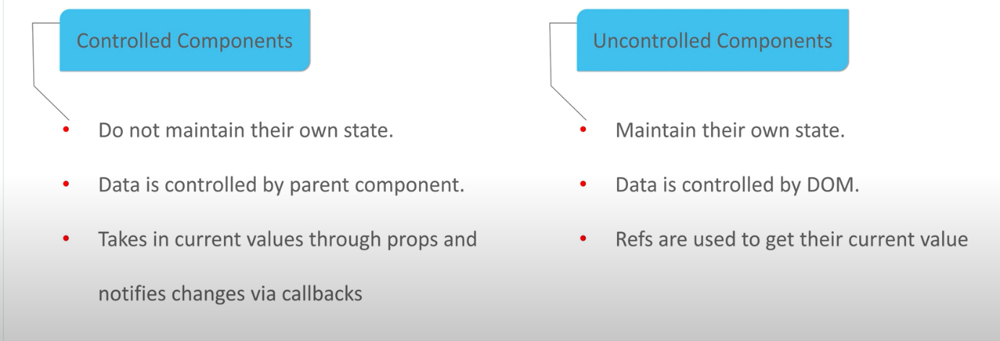 Controlled Components
Do not maintain their own state.
Data is controlled by parent component.
Takes in current values through props and
notifies changes via callbacks
Uncontrolled Components
Maintain their own state.
Data is controlled by DOM.
Refs are used to get their current value